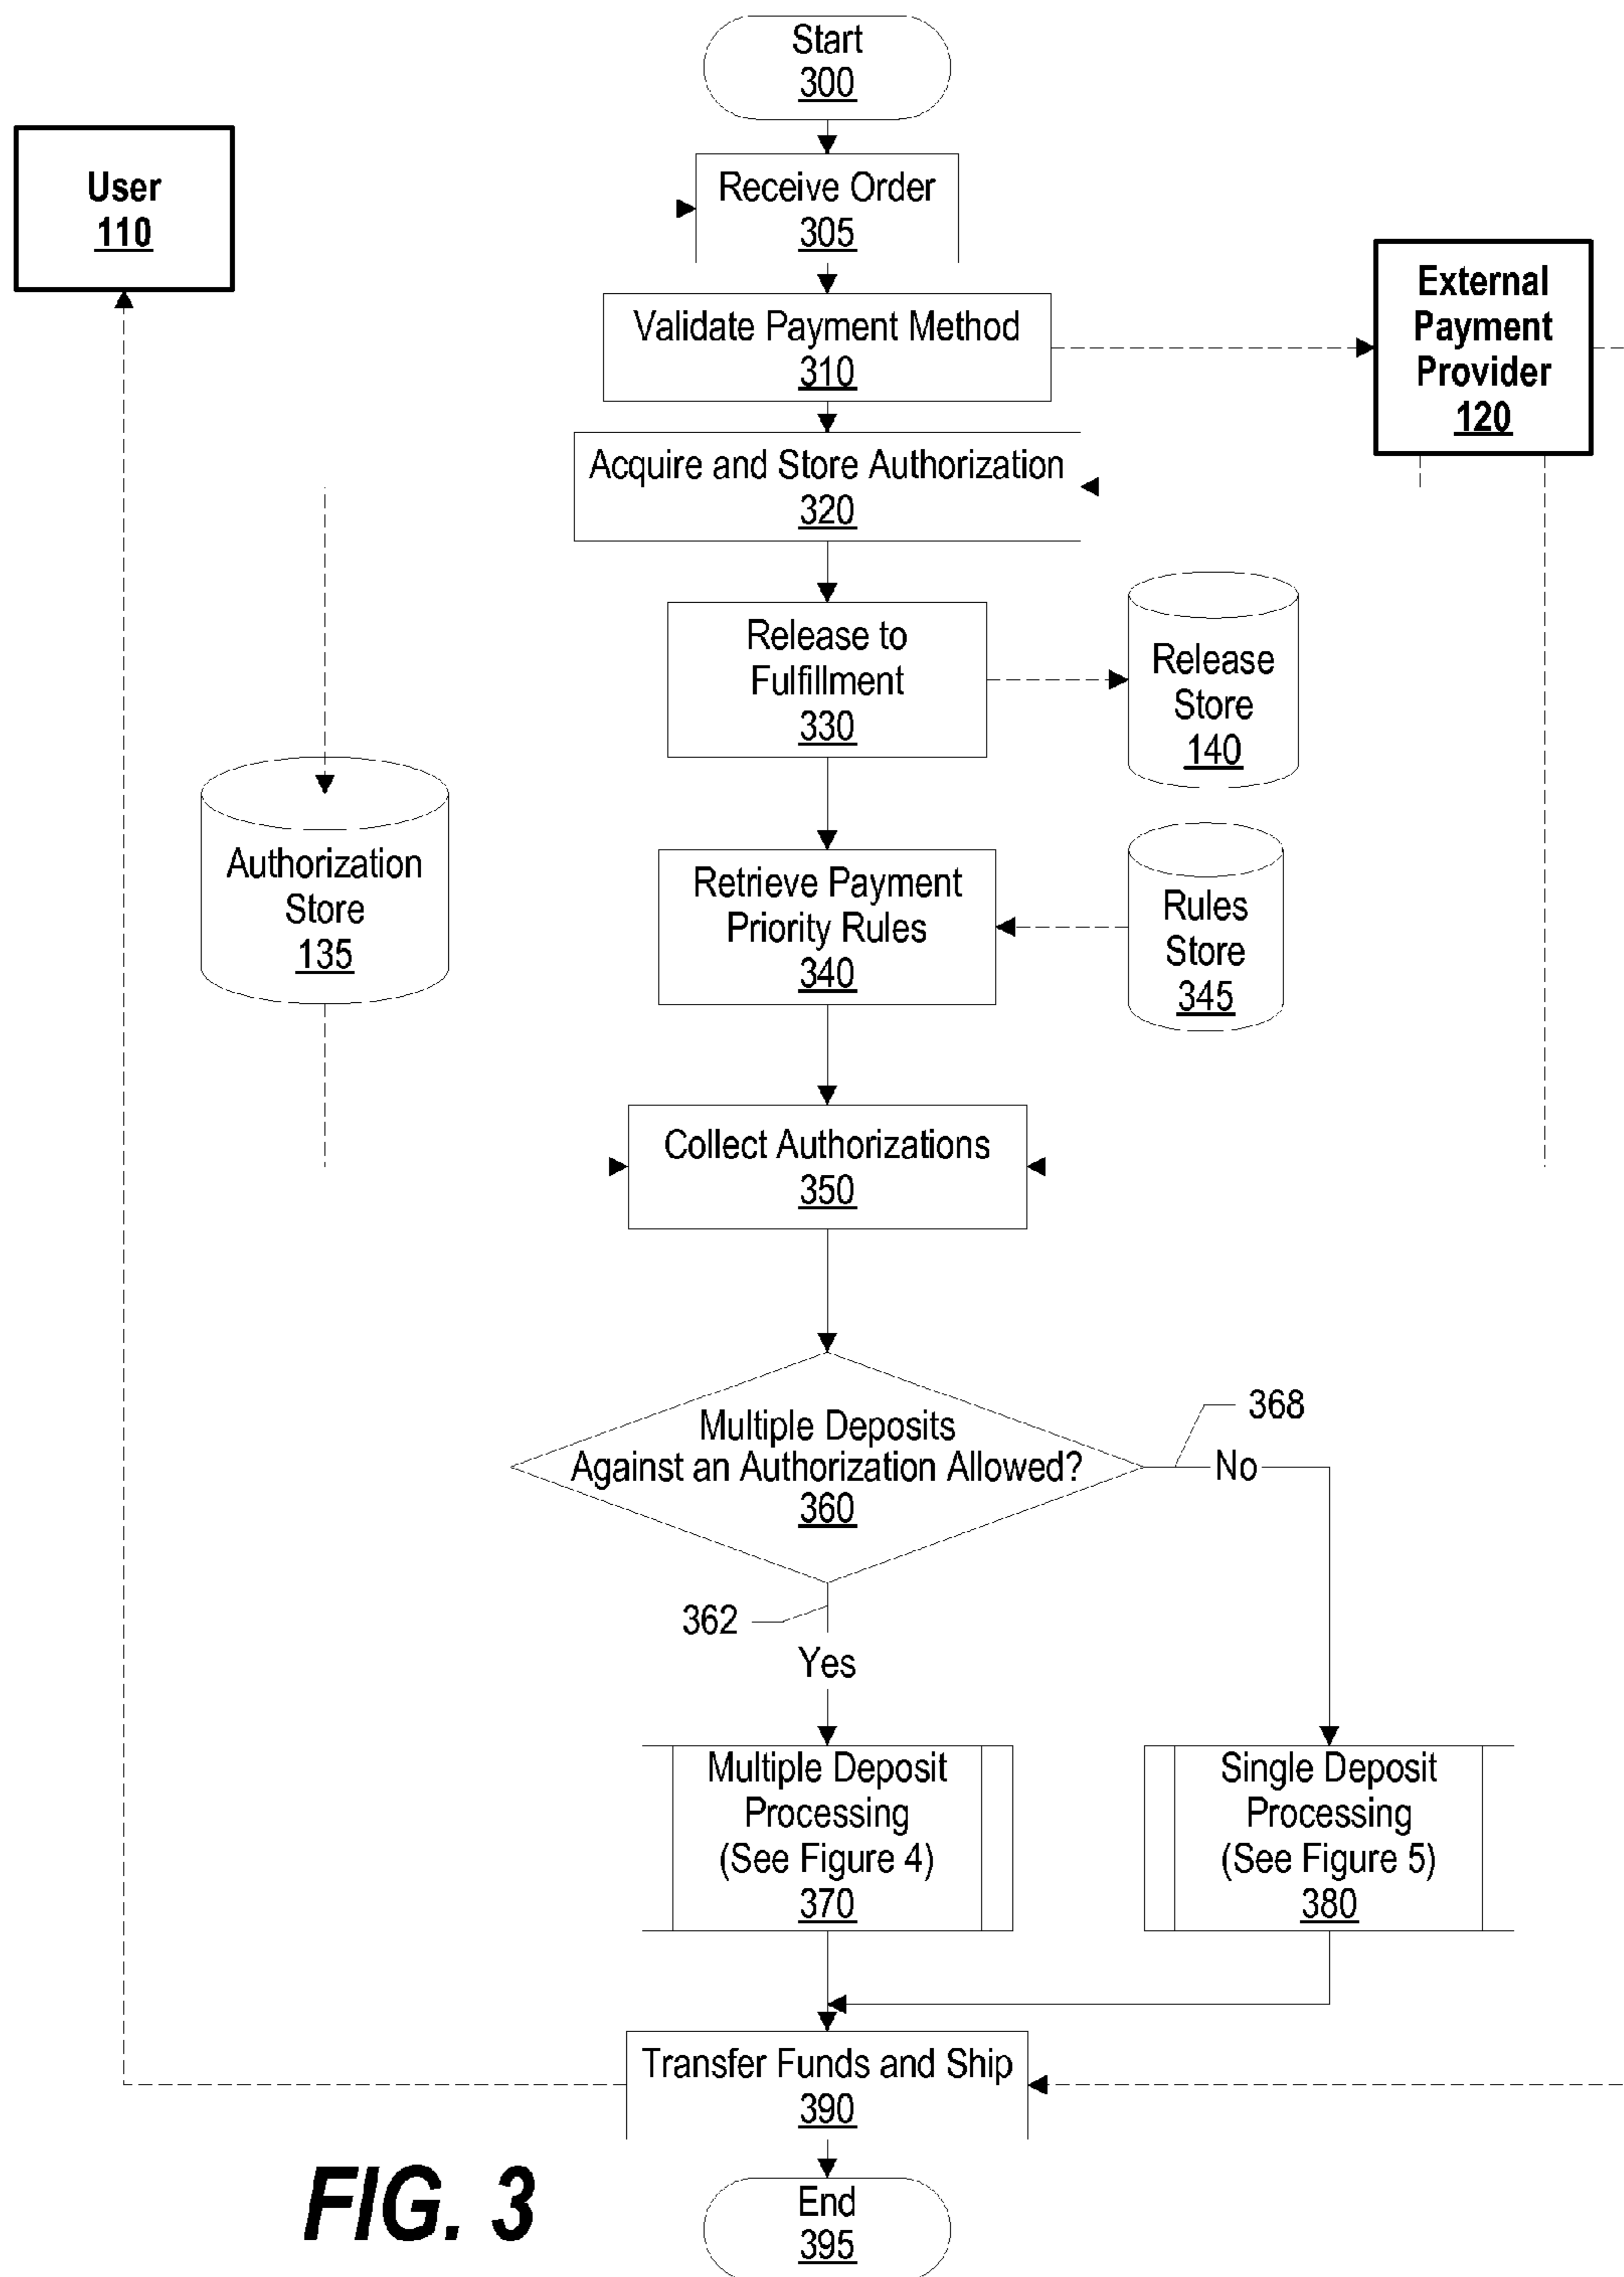 Start
300
User
110
Receive Order
305
External
Payment
Provider
120
Validate Payment Method
310
Acquire and Store Authorization
320
Release to
Fulfillment
330
Release
Store
140
Authorization
Store
135
Retrieve Payment
Priority Rules
340
Rules
Store
345
Collect Authorizations
350
368
Multiple Deposits
Against an Authorization Allowed?
360
No
362
Yes
Multiple Deposit
Processing
(See Figure 4)
370
Single Deposit
Processing
(See Figure 5)
380
Transfer Funds and Ship
390
FIG. 3
End
395